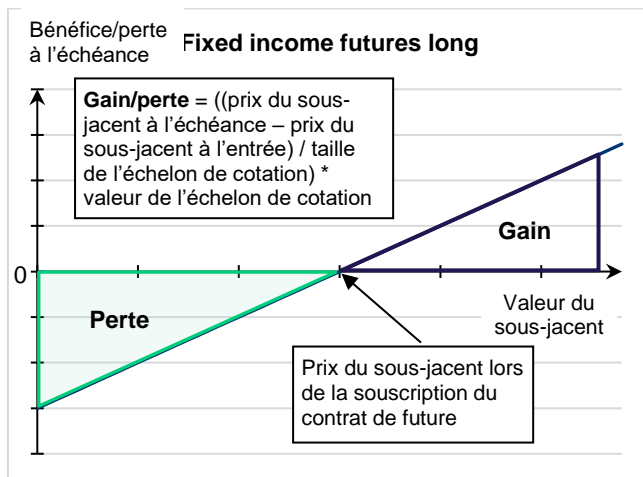 Bénéfice/perte
à l’échéance
Fixed income futures long
Gain/perte = ((prix du sous-
jacent à l’échéance – prix du
sous-jacent à l’entrée) / taille
de l’échelon de cotation) *
valeur de l’échelon de cotation
Gain
0
Perte
Valeur du
sous-jacent
Prix du sous-jacent lors
de la souscription du
contrat de future